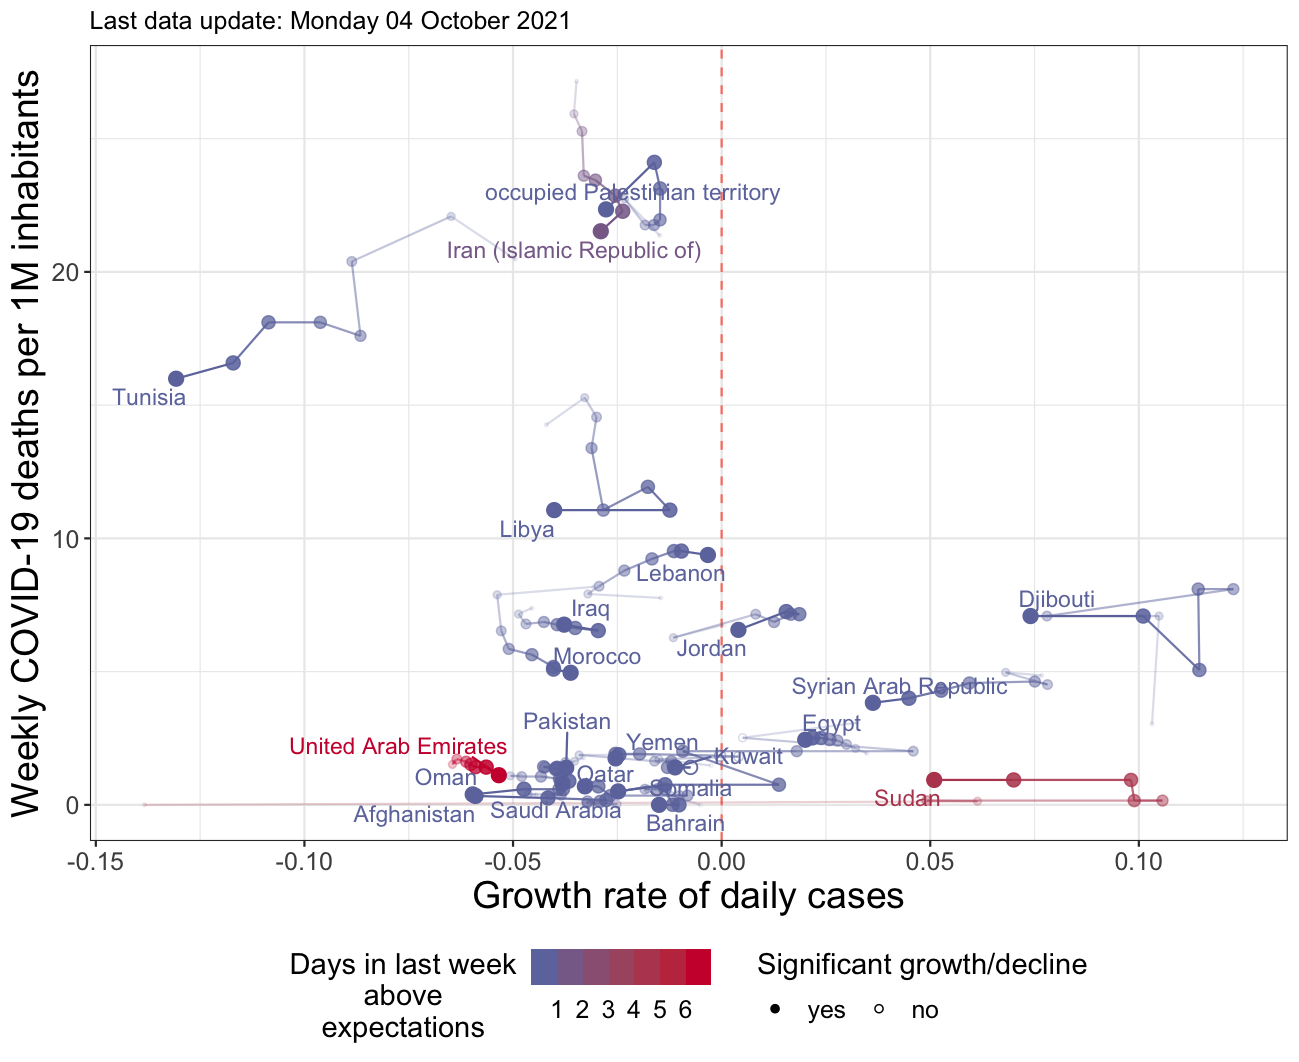 Last data update: Monday 04 October 2021
Weekly COVID-19 deaths per 1M inhabitants
20
10
0
occupied Palestinian territory
Iran (Islamic Republic of)
Tunisia
Libya
Lebanon
Iraq
Djibouti
Jordan
Morocco
Syrian Arab Republic
Pakistan
Egypt
Yemen
United Arab Emirates
Kuwait
Oman
Qatar
Somalia
Sudan
Afghanistan
Saudi Arabia
Bahrain
-0.15
-0.10
-0.05
0.00
0.05
0.10
Growth rate of daily cases
Days in last week
above
expectations
1 2 3 4 5 6
Significant growth/decline
yes
no